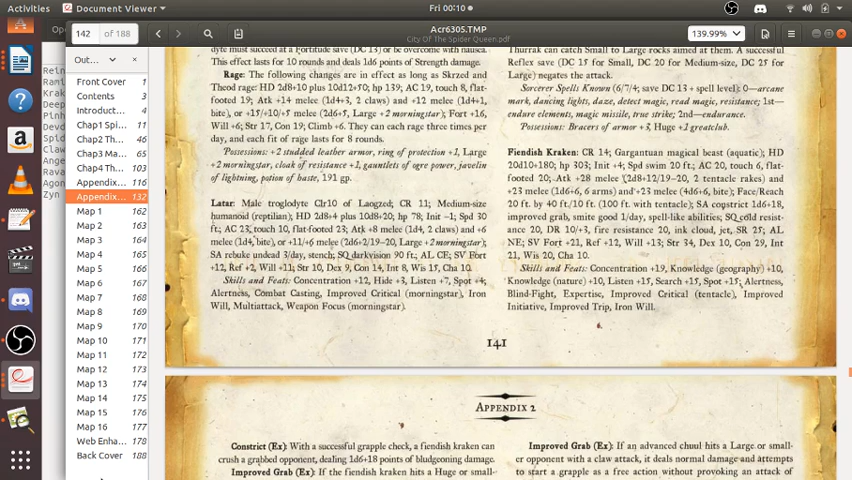 Activities
Document Viewer
Fri 00:10
142
of 188
Acr6305.TMP
City Of The Spider Queen.pdf
139.99%
Out...
Front Cover 1
Contents 3
Introduct... 4
Chap1 Spi... 11
Chap2 The... 23
Chap3 Ma... 65
Chap4 Th... 103
Appendix... 116
Appendix... 132
Map 1 162
Map 2 163
Map 3 164
Map 4 165
Map 5 166
Map 6 167
Map 7 168
Map 8 169
Map 9 170
Map 10 171
Map 11 172
Map 12 173
Map 13 174
Map 14 175
Map 15 176
Map 16 177
Web Enha... 178
Back Cover 188
dyte must succeed at a Fortitude save (DC 13) or be overcome with nausea.
This effect lasts for 10 rounds and deals 1d6 points of Strength damage.
Rage: The following changes are in effect as long as Skrzed and
Theod rage: HD 2d8+10 plus 10d12+50; hp 139; AC 19, touch 8, flat-
footed 19; Atk +14 melee (1d4+3, 2 claws) and +12 melee (1d4+1,
bite), or +15/+10/+5 melee (2d6+5, Large +2 morningstar); Fort +16,
Will +6; Str 17, Con 19; Climb +6. They can each rage three times per
day, and each fit of rage lasts for 8 rounds.
Possessions: +2 studded leather armor, ring of protection +1, Large
+2 morningstar, cloak of resistance +1, gauntlets of ogre power, javelin
of lightning, potion of haste, 191 gp.
Latar: Male troglodyte Clr10 of Laogzed; CR 11; Medium-size
humanoid (reptilian); HD 2d8+4 plus 10d8+20; hp 78; Init –1; Spd 30
ft.; AC 23, touch 10, flat-footed 23; Atk +8 melee (1d4, 2 claws) and +6
melee (1d4, bite), or +11/+6 melee (2d6+2/19–20, Large +2 morningstar);
SA rebuke undead 3/day, stench; SQ darkvision 90 ft.; AL CE; SV Fort
+12, Ref +2, Will +11; Str 10, Dex 9, Con 14, Int 8, Wis 15, Cha 10.
Skills and Feats: Concentration +12, Hide +3, Listen +7, Spot +4;
Alertness, Combat Casting, Improved Critical (morningstar), Iron
Will, Multiattack, Weapon Focus (morningstar).
Thurrak can catch Small to Large rocks aimed at them. A successful
Reflex save (DC 15 for Small, DC 20 for Medium-size, DC 25 for
Large) negates the attack.
Sorcerer Spells Known (6/7/4; save DC 13 + spell level): 0—arcane
mark, dancing lights, daze, detect magic, read magic, resistance; 1st—
endure elements, magic missile, true strike; 2nd—endurance.
Possessions: Bracers of armor +3, Huge +1 greatclub.
Fiendish Kraken: CR 14; Gargantuan magical beast (aquatic); HD
20d10+180; hp 303; Init +4; Spd swim 20 ft.; AC 20, touch 6, flat-
footed 20; Atk +28 melee (2d8+12/19–20, 2 tentacle rakes) and
+23 melee (1d6+6, 6 arms) and +23 melee (4d6+6, bite); Face/Reach
20 ft. by 40 ft./10 ft. (100 ft. with tentacle); SA constrict 1d6+18,
improved grab, smite good 1/day, spell-like abilities; SQ cold resist-
ance 20, DR 10/+3, fire resistance 20, ink cloud, jet, SR 25; AL
NE; SV Fort +21, Ref +12, Will +13; Str 34, Dex 10, Con 29, Int
21, Wis 20, Cha 10.
Skills and Feats: Concentration +19, Knowledge (geography) +10,
Knowledge (nature) +10, Listen +15, Search +15, Spot +15; Alertness,
Blind-Fight, Expertise, Improved Critical (tentacle), Improved
Initiative, Improved Trip, Iron Will.
141
Appendix 2
Constrict (Ex): With a successful grapple check, a fiendish kraken can
crush a grabbed opponent, dealing 1d6+18 points of bludgeoning damage.
Improved Grab (Ex): If the fiendish kraken hits a Huge or small-
Improved Grab (Ex): If an advanced chuul hits a Large or small-
er opponent with a claw attack, it deals normal damage and attempts
to start a grapple as a free action without provoking an attack of